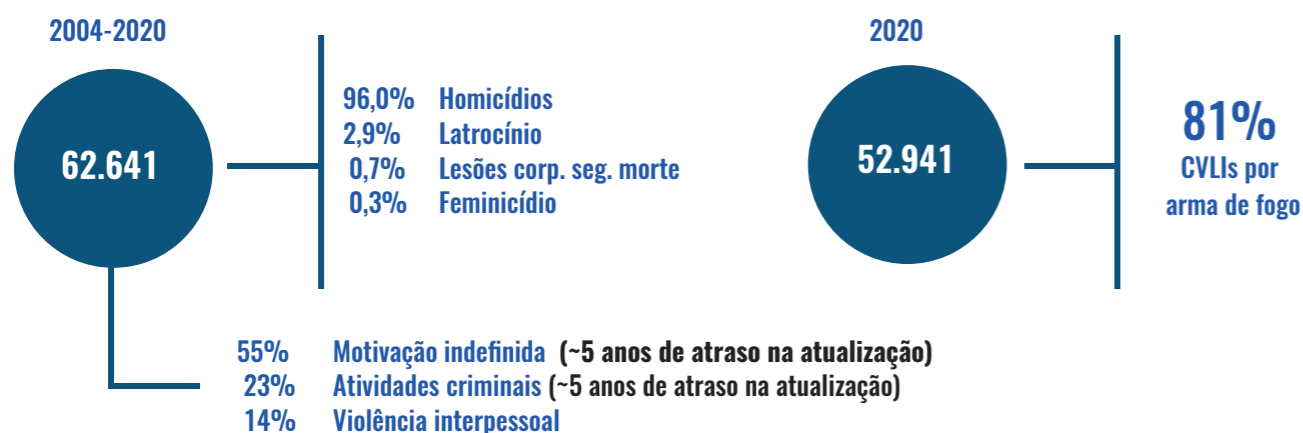 2004-2020
62.641
96,0% Homicídios
2,9% Latrocínio
0,7% Lesões corp. seg. morte
0,3% Feminicídio
55% Motivação indefinida (~5 anos de atraso na atualização)
23% Atividades criminais (~5 anos de atraso na atualização)
14% Violência interpessoal
2020
52.941
81%
CVLIs por
arma de fogo